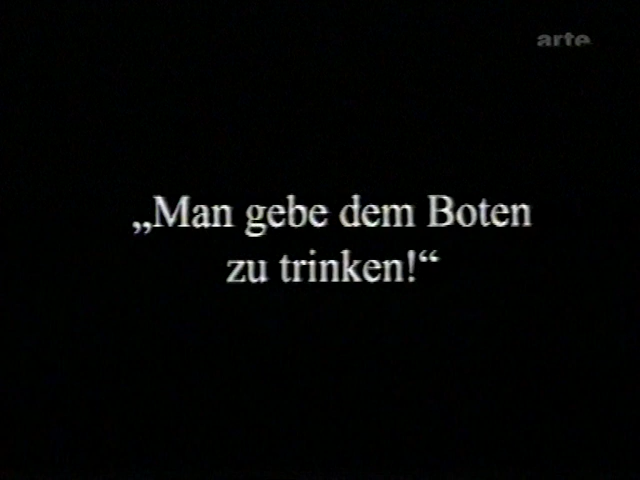 arte
„Man gebe dem Boten
zu trinken!“